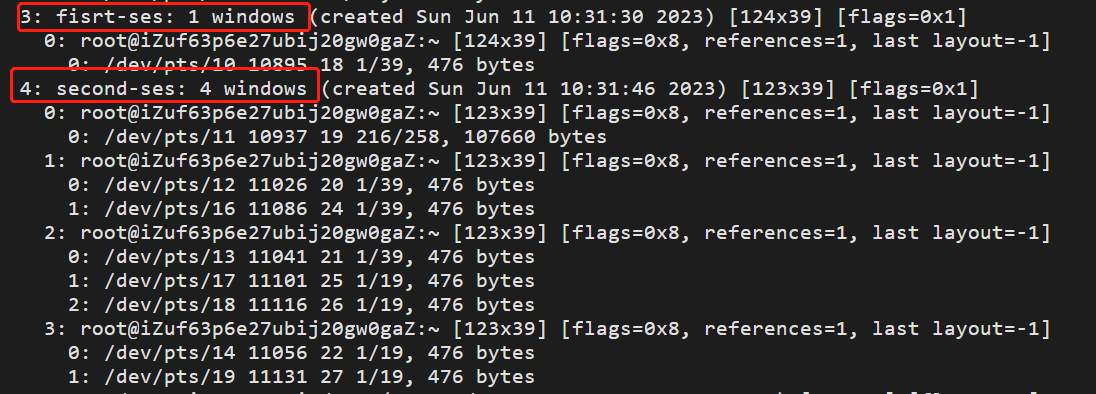 3: fisrt-ses: 1 windows (created Sun Jun 11 10:31:30 2023) [124x39] [flags=0x1]
0: root@iZuf63p6e27ubij20gw0gaZ:~ [124x39] [flags=0x8, references=1, last layout=-1]
0: /dev/pts/10 10895 18 1/39, 476 bytes
4: second-ses: 4 windows (created Sun Jun 11 10:31:46 2023) [123x39] [flags=0x1]
0: root@iZuf63p6e27ubij20gw0gaZ:~ [123x39] [flags=0x8, references=1, last layout=-1]
0: /dev/pts/11 10937 19 216/258, 107660 bytes
1: root@iZuf63p6e27ubij20gw0gaZ:~ [123x39] [flags=0x8, references=1, last layout=-1]
0: /dev/pts/12 11026 20 1/39, 476 bytes
1: /dev/pts/16 11086 24 1/39, 476 bytes
2: root@iZuf63p6e27ubij20gw0gaZ:~ [123x39] [flags=0x8, references=1, last layout=-1]
0: /dev/pts/13 11041 21 1/39, 476 bytes
1: /dev/pts/17 11101 25 1/19, 476 bytes
2: /dev/pts/18 11116 26 1/19, 476 bytes
3: root@iZuf63p6e27ubij20gw0gaZ:~ [123x39] [flags=0x8, references=1, last layout=-1]
0: /dev/pts/14 11056 22 1/19, 476 bytes
1: /dev/pts/19 11131 27 1/19, 476 bytes